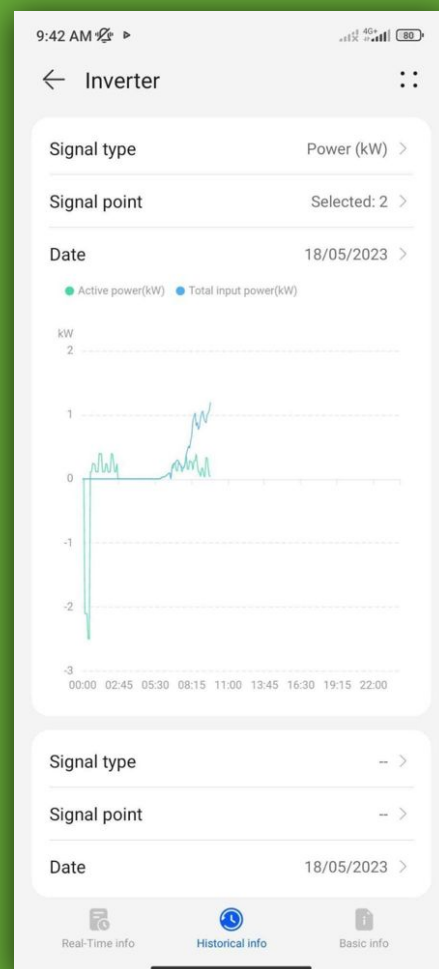 9:42 AM 4G+ 80
Inverter
Signal type Power (kW)
Signal point Selected: 2
Date 18/05/2023
Active power(kW) Total input power(kW)
kW
2
1
0
-1
-2
-3
00:00 02:45 05:30 08:15 11:00 13:45 16:30 19:15 22:00
Signal type --
Signal point --
Date 18/05/2023
Real-Time info Historical info Basic info